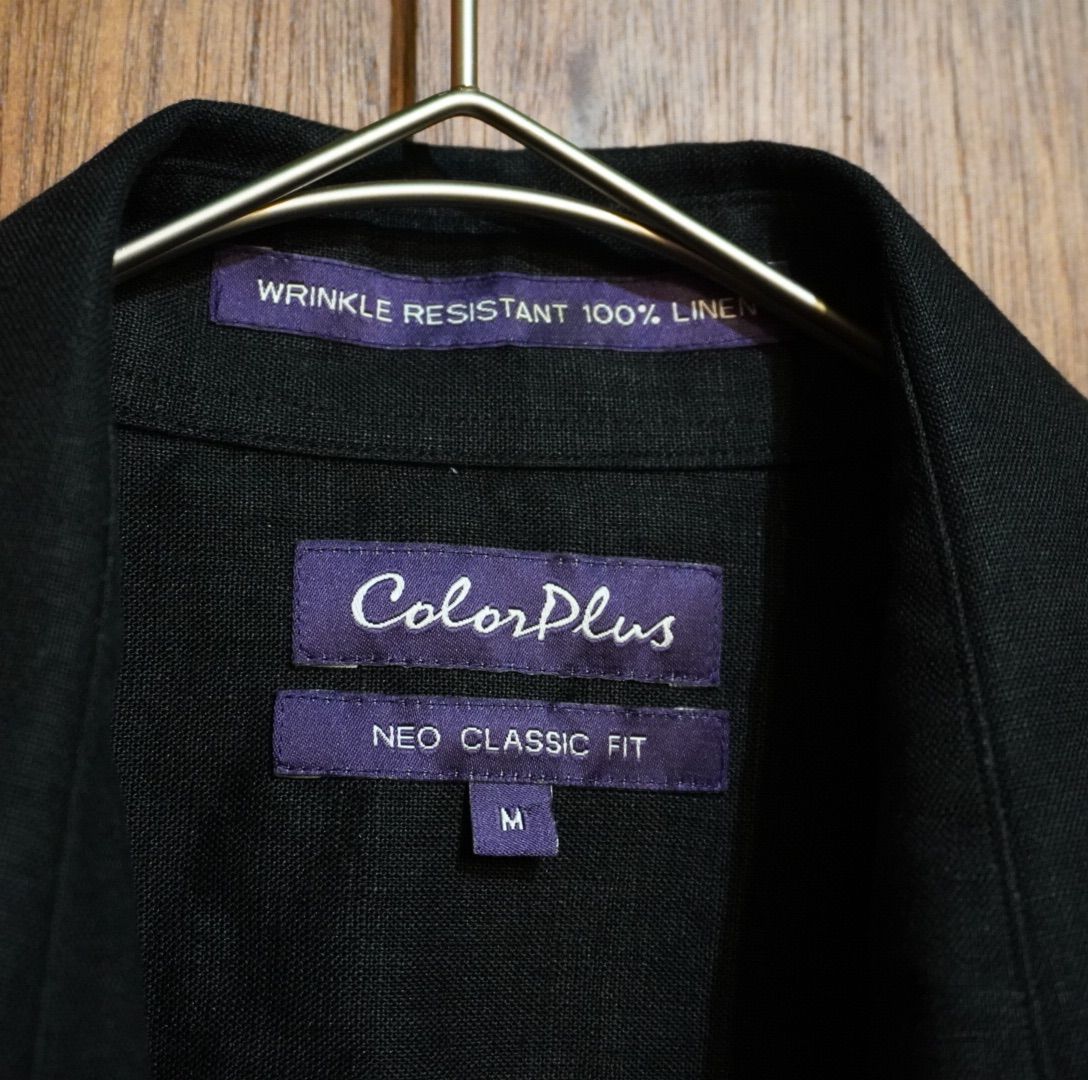 WRINKLE RESISTANT 100% LINEN
ColorPlus
NEO CLASSIC FIT
M